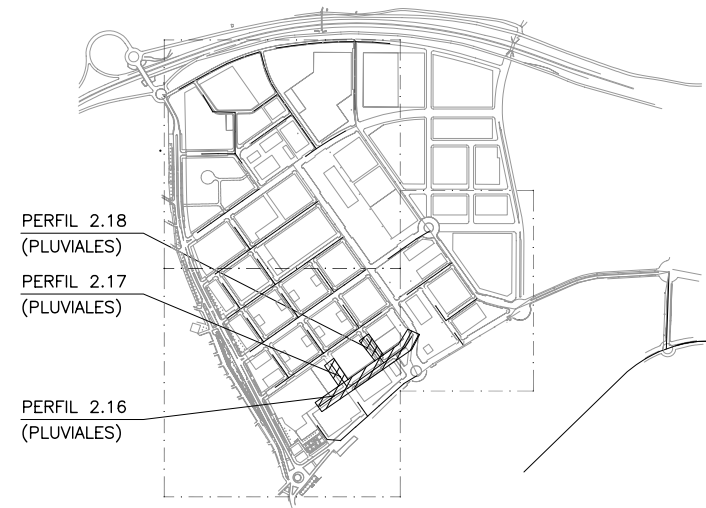 PERFIL 2.18
(PLUVIALES)
PERFIL 2.17
(PLUVIALES)
PERFIL 2.16
(PLUVIALES)